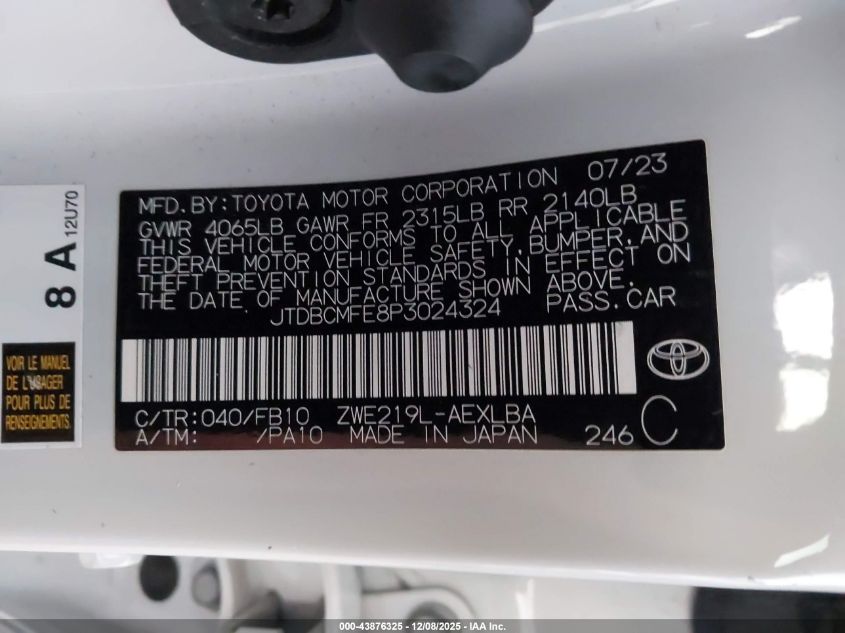 MFD.BY:TOYOTA MOTOR CORPORATION 07/23
GVWR 4065LB GAWR FR 2315LB RR 2140LB
THIS VEHICLE CONFORMS TO ALL APPLICABLE
FEDERAL MOTOR VEHICLE SAFETY, BUMPER, AND
THEFT PREVENTION STANDARDS IN EFFECT ON
THE DATE OF MANUFACTURE SHOWN ABOVE.
JTDBCMFE8P3024324 PASS.CAR
C/TR:040/FB10 ZWE219L-AEXLBA
A/TM: /PA10 MADE IN JAPAN 246 C
8 A 12U70
VOIR LE MANUEL
DE L'USAGER
POUR PLUS DE
RENSEIGNEMENTS.
000-43876325 - 12/08/2025 - IAA Inc.